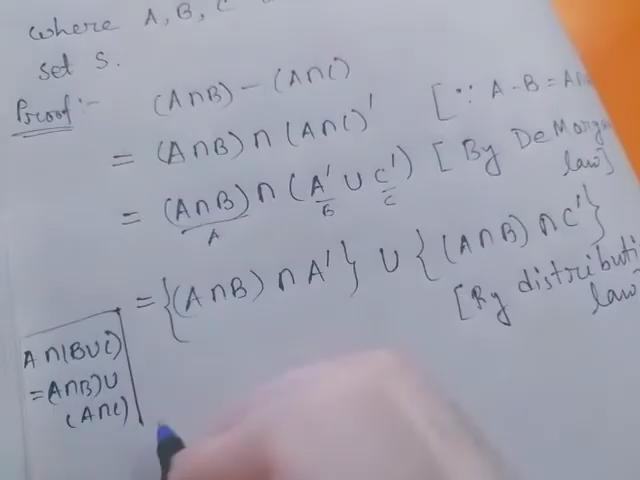 where A, B, C
set S.
Proof :- (A∩B) - (A∩C)
= (A∩B) ∩ (A∩C)' [∵ A-B = A∩
= (A∩B) ∩ (A' ∪ C') [By De Morgan
A B C law]
= {(A∩B) ∩ A'} ∪ {(A∩B) ∩ C'}
[By distributi
law
A∩(B∪C)
= A∩B)∪
(A∩C)